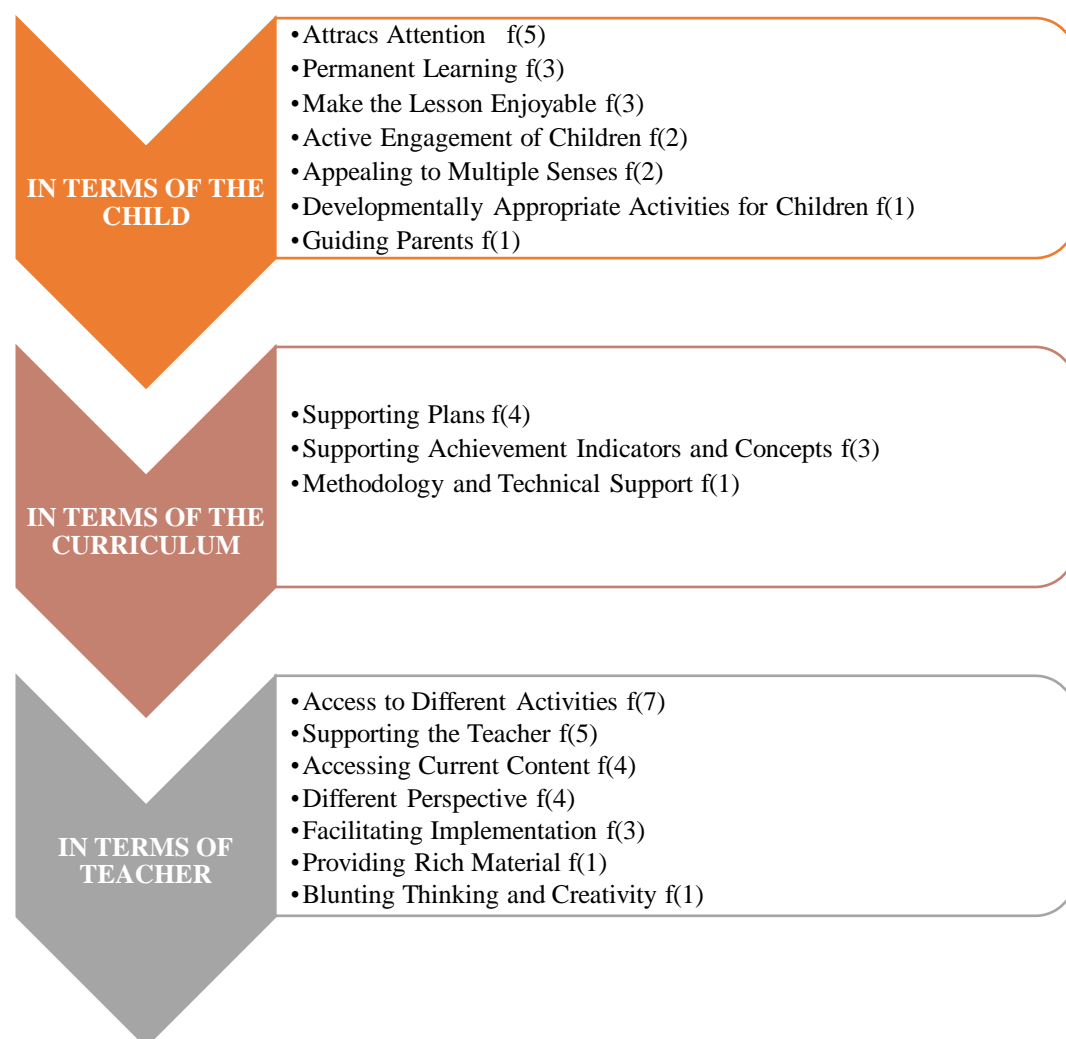 IN TERMS OF THE
CHILD
•Attracs Attention f(5)
•Permanent Learning f(3)
•Make the Lesson Enjoyable f(3)
•Active Engagement of Children f(2)
•Appealing to Multiple Senses f(2)
•Developmentally Appropriate Activities for Children f(1)
•Guiding Parents f(1)
IN TERMS OF THE
CURRICULUM
•Supporting Plans f(4)
•Supporting Achievement Indicators and Concepts f(3)
•Methodology and Technical Support f(1)
IN TERMS OF
TEACHER
•Access to Different Activities f(7)
•Supporting the Teacher f(5)
•Accessing Current Content f(4)
•Different Perspective f(4)
•Facilitating Implementation f(3)
•Providing Rich Material f(1)
•Blunting Thinking and Creativity f(1)